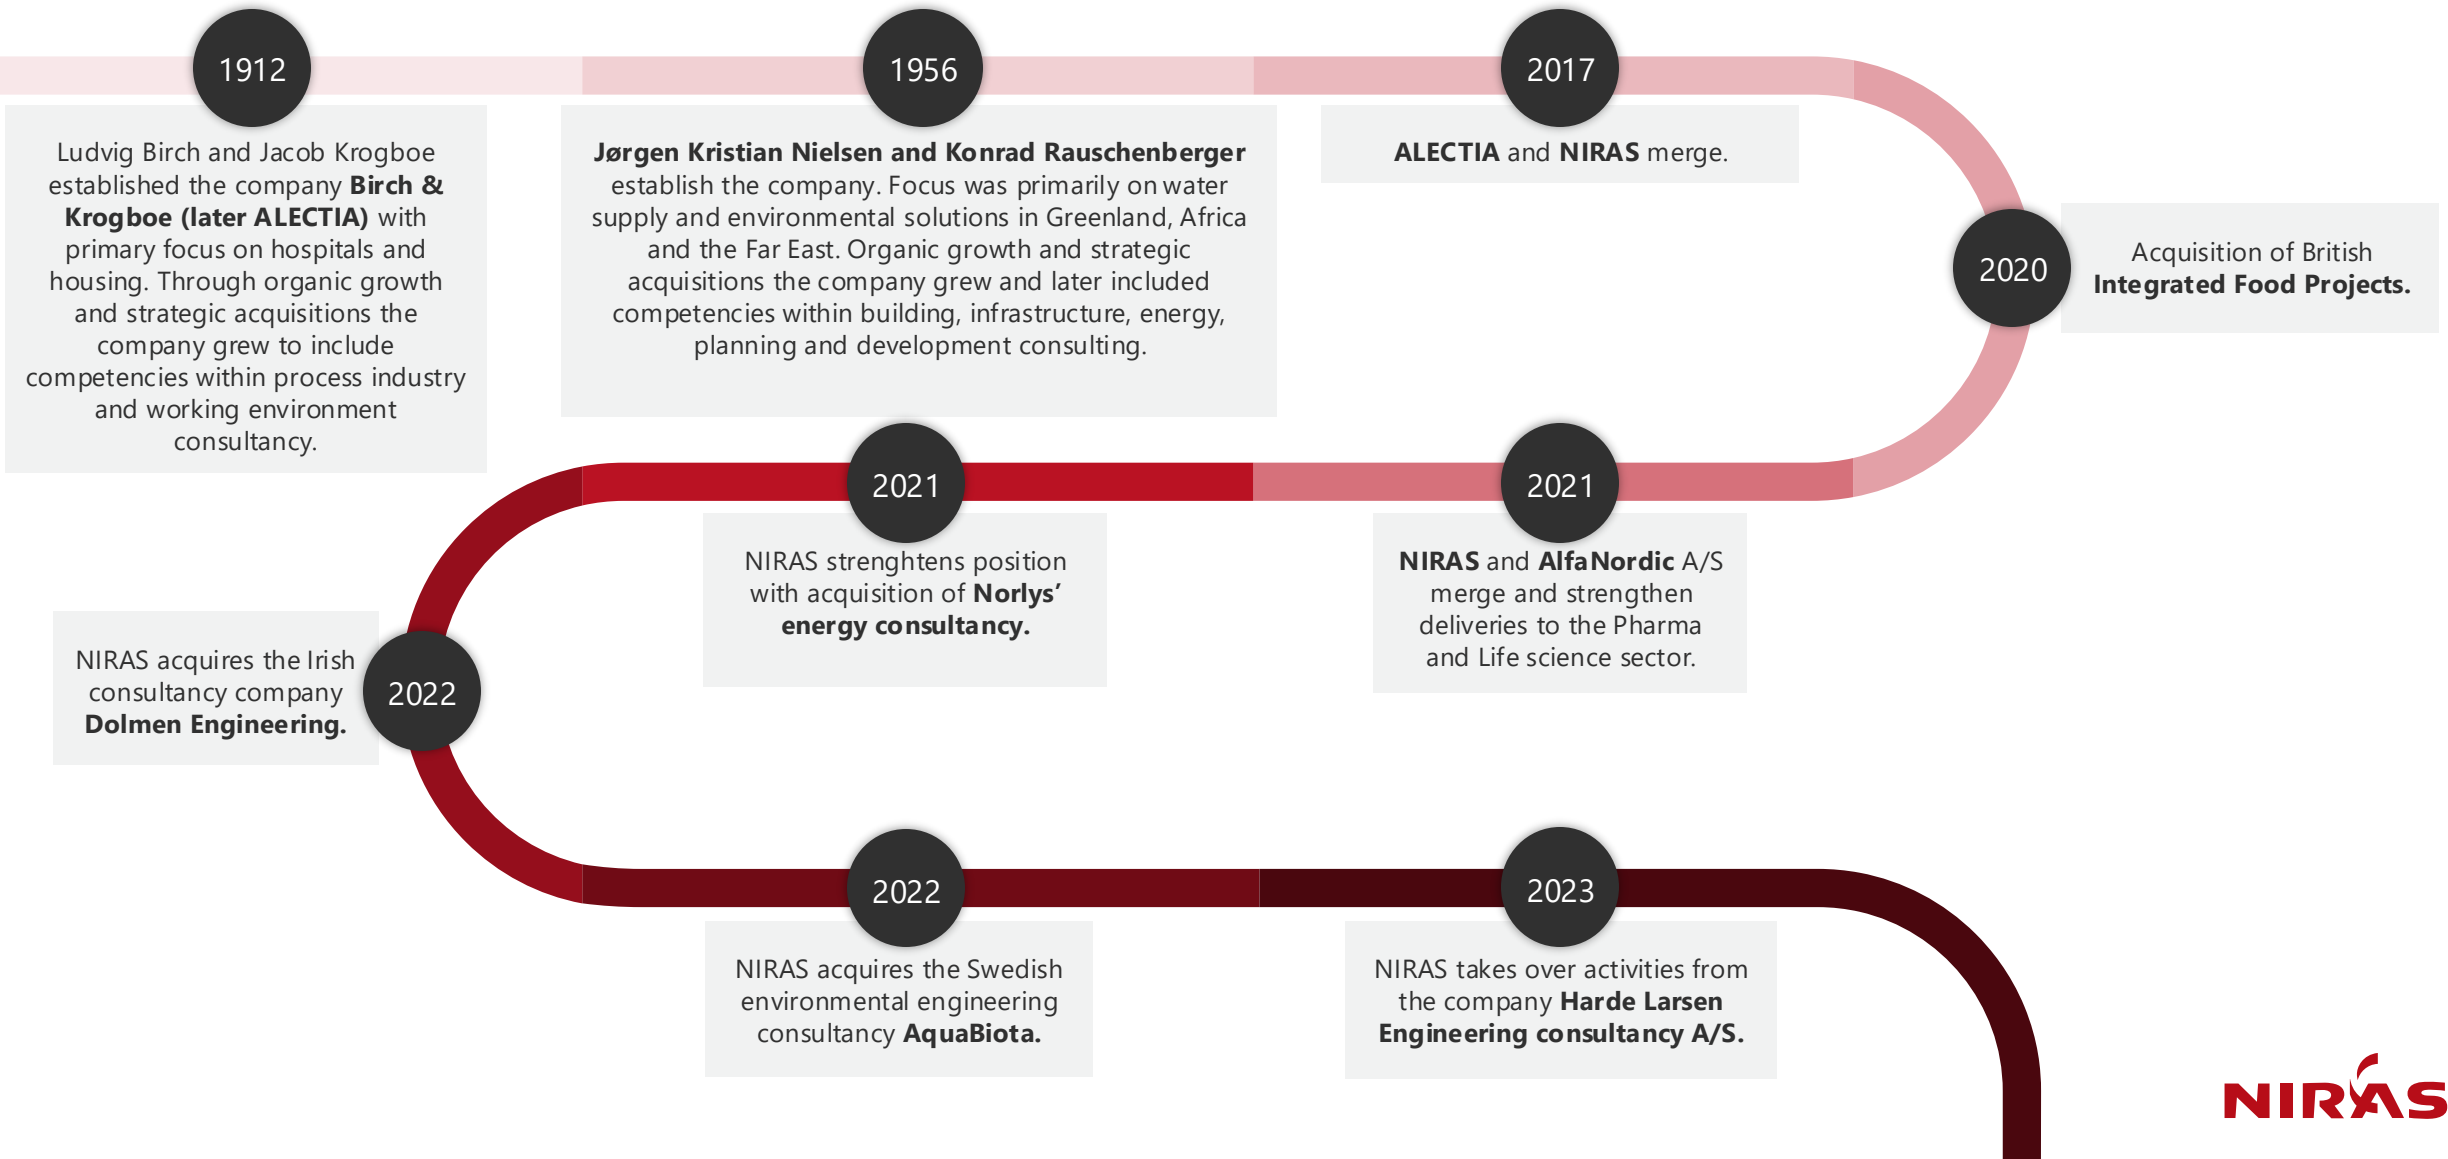 1912
Ludvig Birch and Jacob Krogboe
established the company Birch &
Krogboe (later ALECTIA) with
primary focus on hospitals and
housing. Through organic growth
and strategic acquisitions the
company grew to include
competencies within process industry
and working environment
consultancy.
1956
Jørgen Kristian Nielsen and Konrad Rauschenberger
establish the company. Focus was primarily on water
supply and environmental solutions in Greenland, Africa
and the Far East. Organic growth and strategic
acquisitions the company grew and later included
competencies within building, infrastructure, energy,
planning and development consulting.
2017
ALECTIA and NIRAS merge.
2020
Acquisition of British
Integrated Food Projects.
2021
NIRAS and AlfaNordic A/S
merge and strengthen
deliveries to the Pharma
and Life science sector.
2021
NIRAS strenghtens position
with acquisition of Norlys’
energy consultancy.
2022
NIRAS acquires the Irish
consultancy company
Dolmen Engineering.
2022
NIRAS acquires the Swedish
environmental engineering
consultancy AquaBiota.
2023
NIRAS takes over activities from
the company Harde Larsen
Engineering consultancy A/S.
NIRAS